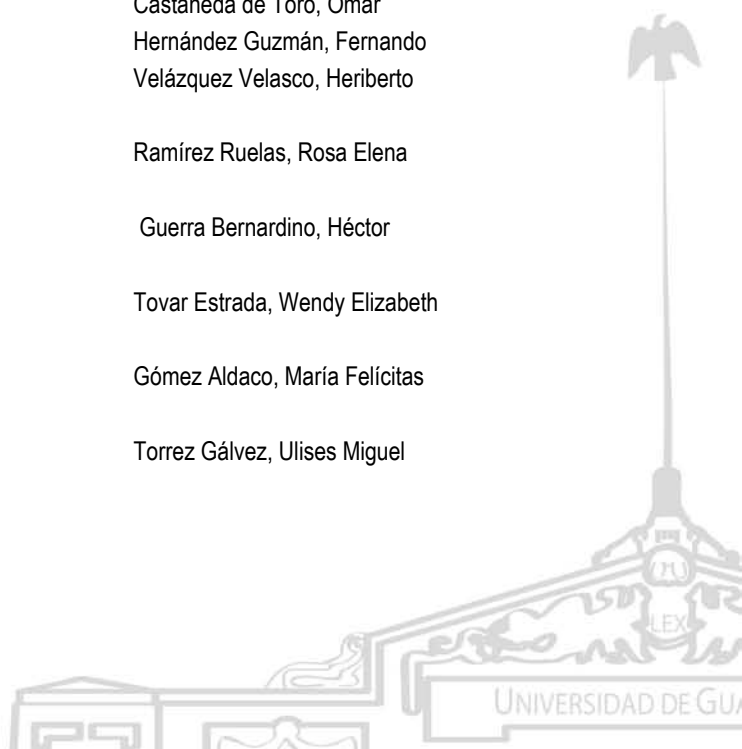 Castañeda de Toro, Omar
Hernández Guzmán, Fernando
Velázquez Velasco, Heriberto
Ramírez Ruelas, Rosa Elena
Guerra Bernardino, Héctor
Tovar Estrada, Wendy Elizabeth
Gómez Aldaco, María Felícitas
Torrez Gálvez, Ulises Miguel
LEX
UNIVERSIDAD DE GUA